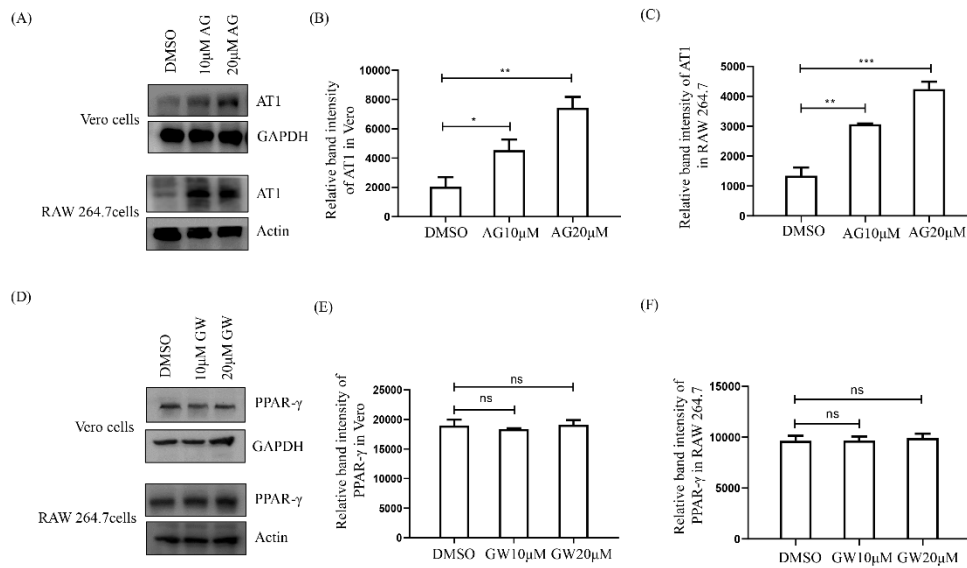 (A)
DMSO
10μM AG
20μM AG
Vero cells
AT1
GAPDH
RAW 264.7cells
AT1
Actin
(B)
Relative band intensity
of AT1 in Vero
10000
8000
6000
4000
2000
0
**
*
DMSO
AG10μM
AG20μM
(C)
Relative band intensity of AT1
in RAW 264.7
5000
4000
3000
2000
1000
0
***
**
DMSO
AG10μM
AG20μM
(D)
DMSO
10μM GW
20μM GW
Vero cells
PPAR-γ
GAPDH
RAW 264.7cells
PPAR-γ
Actin
(E)
Relative band intensity of
PPAR-γ in Vero
25000
20000
15000
10000
5000
0
ns
ns
DMSO
GW10μM
GW20μM
(F)
Relative band intensity of
PPAR-γ in RAW 264.7
15000
10000
5000
0
ns
ns
DMSO
GW10μM
GW20μM